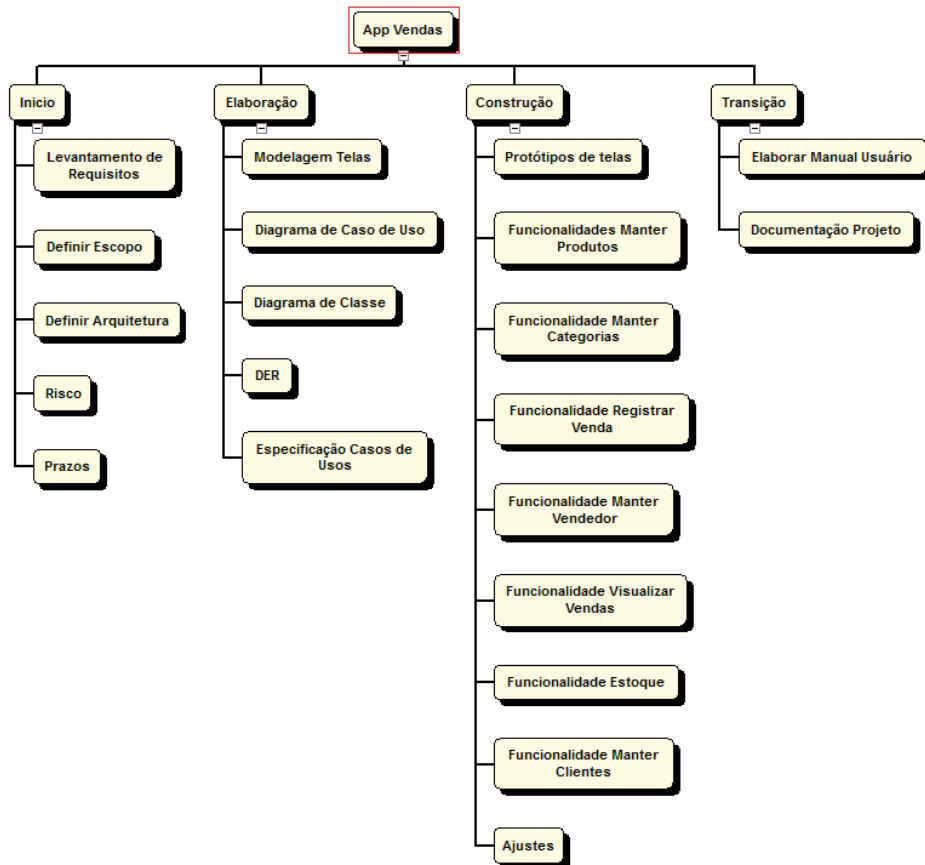 App Vendas
Inicio
Levantamento de
Requisitos
Definir Escopo
Definir Arquitetura
Risco
Prazos
Elaboração
Modelagem Telas
Diagrama de Caso de Uso
Diagrama de Classe
DER
Especificação Casos de
Usos
Construção
Protótipos de telas
Funcionalidades Manter
Produtos
Funcionalidade Manter
Categorias
Funcionalidade Registrar
Venda
Funcionalidade Manter
Vendedor
Funcionalidade Visualizar
Vendas
Funcionalidade Estoque
Funcionalidade Manter
Clientes
Ajustes
Transição
Elaborar Manual Usuário
Documentação Projeto